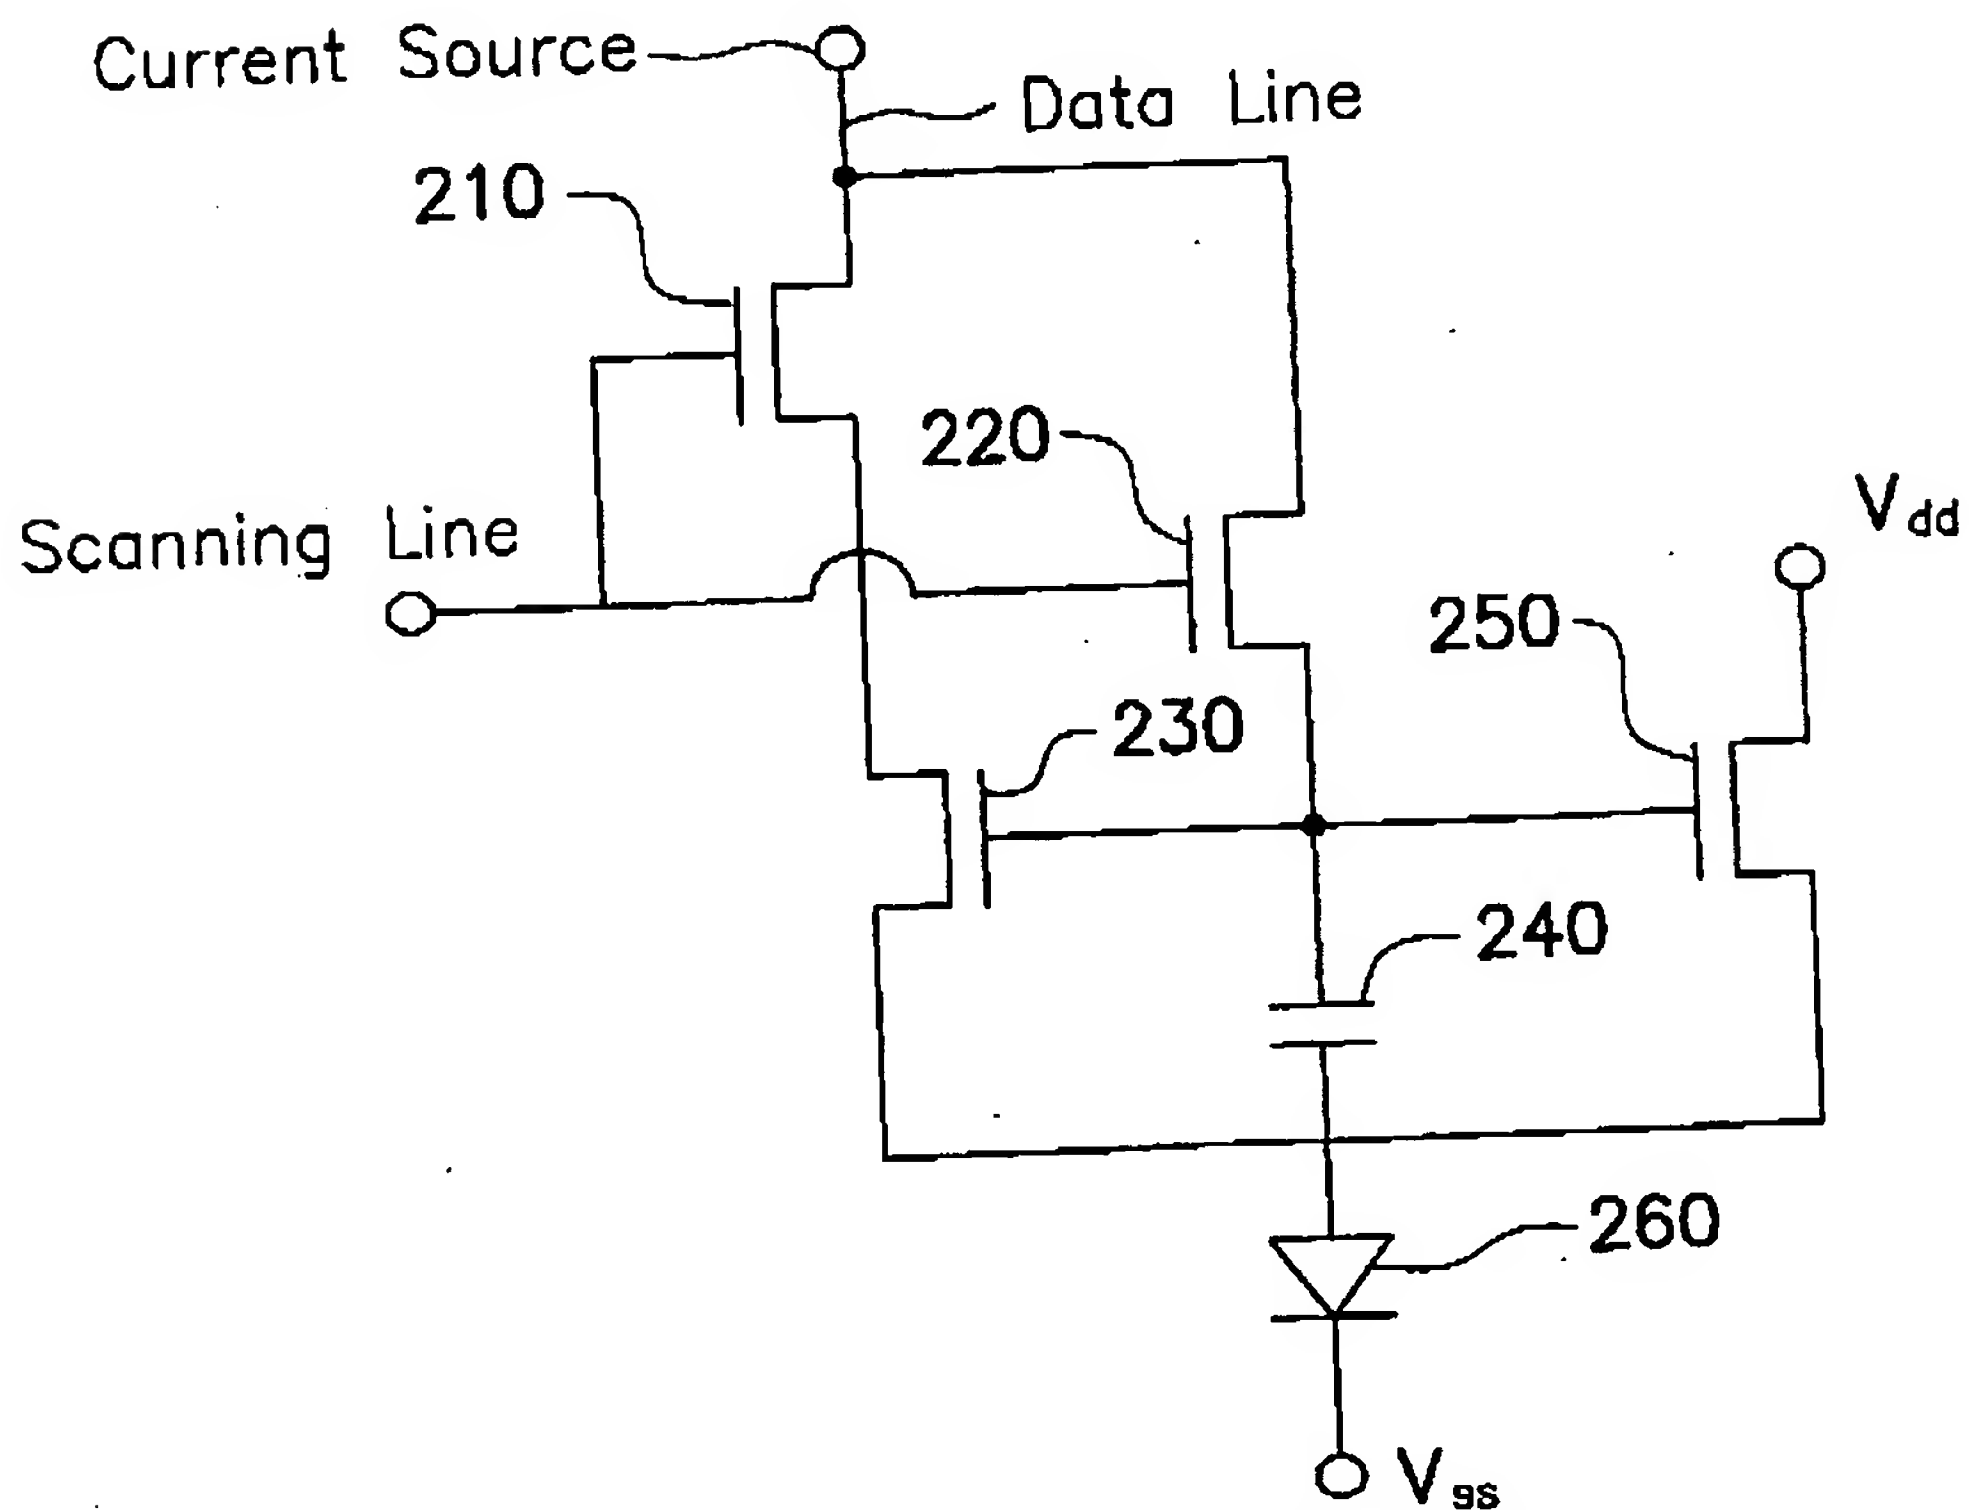 Current Source
Data Line
210
220
Scanning Line
Vdd
250
230
240
260
Vss